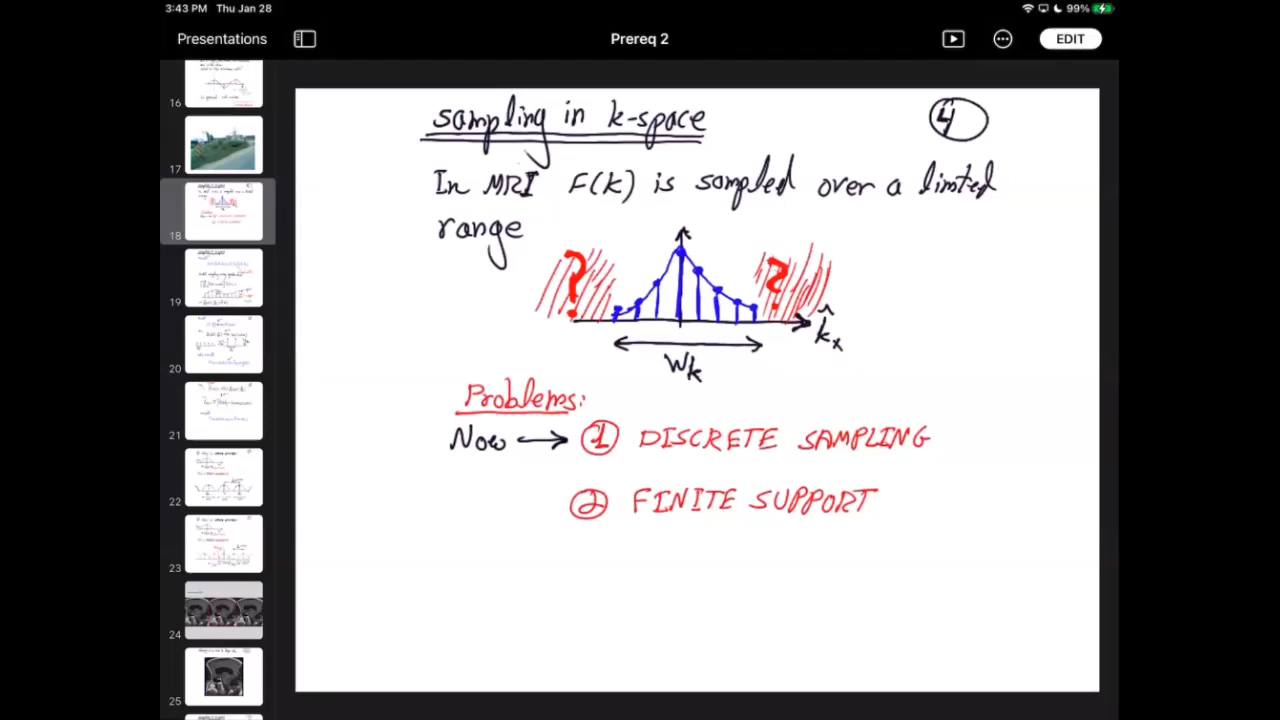 3:43 PM Thu Jan 28
99%
Presentations
Prereq 2
EDIT
16
17
18
19
20
21
22
23
24
25
sampling in k-space
4
In MRI F(k) is sampled over a limited
range
? ?
k̂x
Wk
Problems:
Now → ① DISCRETE SAMPLING
② FINITE SUPPORT